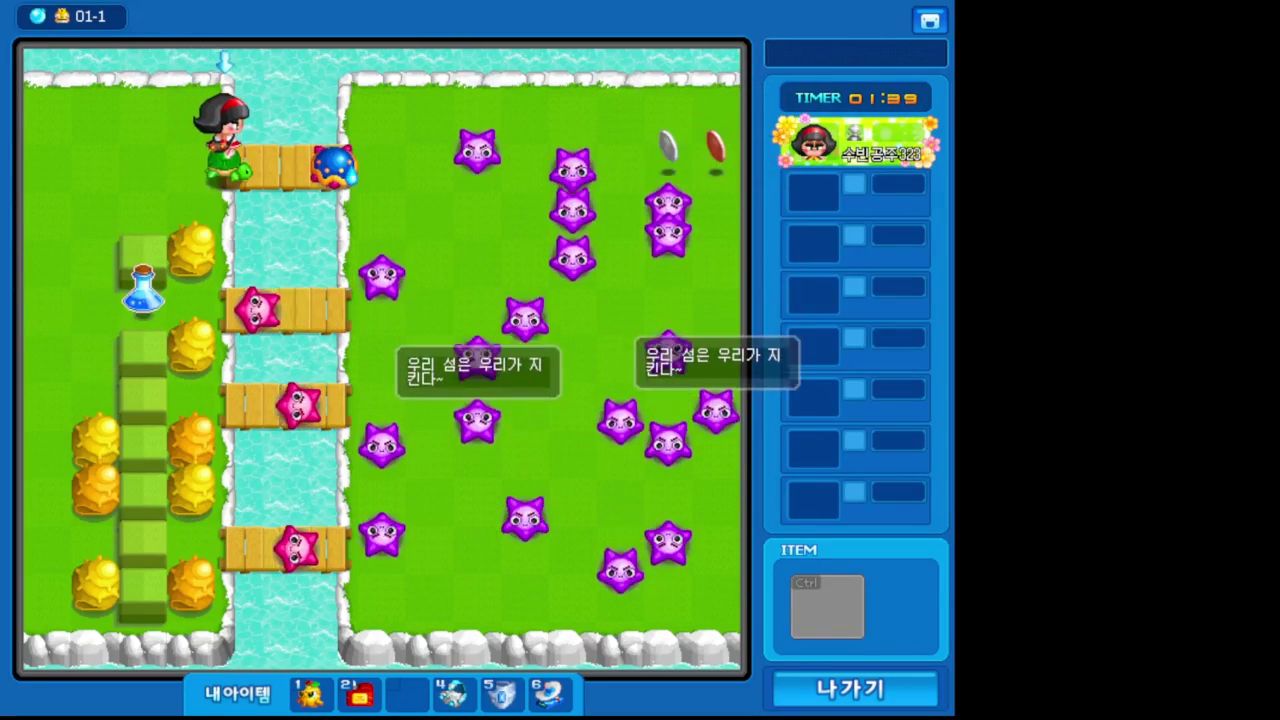 01-1
TIMER 01:39
수빈공주323
우리 섬은 우리가 지
킨다~
우리 섬은 우리가 지
킨다~
ITEM
Ctrl
내 아이템
1
2
4
5
6
나가기